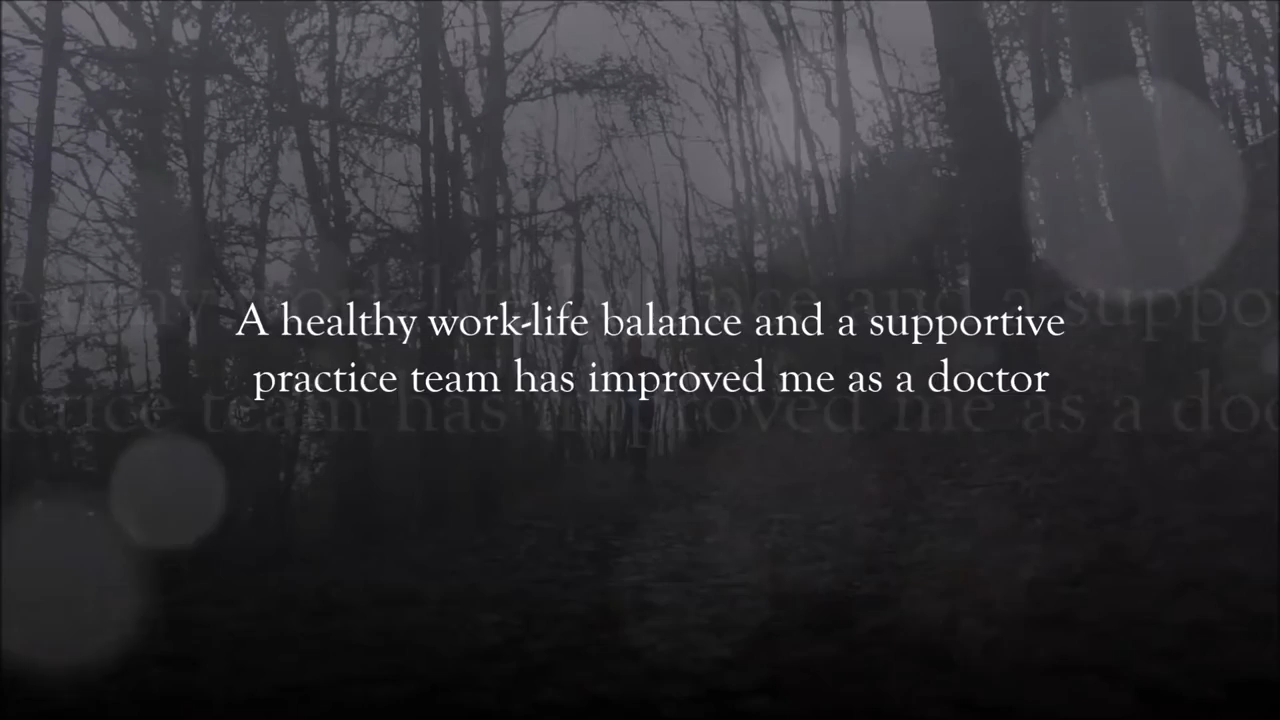 A healthy work-life balance and a supportive
practice team has improved me as a doctor